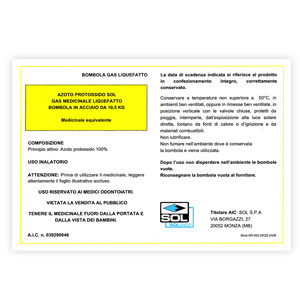 BOMBOLA GAS LIQUEFATTO
AZOTO PROTOSSIDO SOL
GAS MEDICINALE LIQUEFATTO
BOMBOLA IN ACCIAIO DA 10,5 KG
Medicinale equivalente
COMPOSIZIONE
Principio attivo: Azoto protossido 100%
USO INALATORIO
ATTENZIONE: Prima di utilizzare il medicinale, leggere
attentamente il foglio illustrativo accluso.
USO RISERVATO AI MEDICI ODONTOIATRI.
VIETATA LA VENDITA AL PUBBLICO
TENERE IL MEDICINALE FUORI DALLA PORTATA E
DALLA VISTA DEI BAMBINI.
A.I.C. n. 039290046
La data di scadenza indicata si riferisce al prodotto
in confezionamento integro, correttamente
conservato.
Conservare a temperatura non superiore a 50°C, in
ambienti ben ventilati, oppure in rimesse ben ventilate, in
posizione verticale con le valvole chiuse, protetti da
pioggia, intemperie, dall'esposizione alla luce solare
diretta, lontano da fonti di calore o d'ignizione e da
materiali combustibili.
Non lubrificare.
Non fumare nell'ambiente dove è conservata
la bombola e viene utilizzata.
Dopo l'uso non disperdere nell'ambiente le bombole
vuote.
Riconsegnare la bombola vuota al fornitore.
SOL
Titolare AIC: SOL S.P.A
VIA BORGAZZI, 27
20052 MONZA (MI)